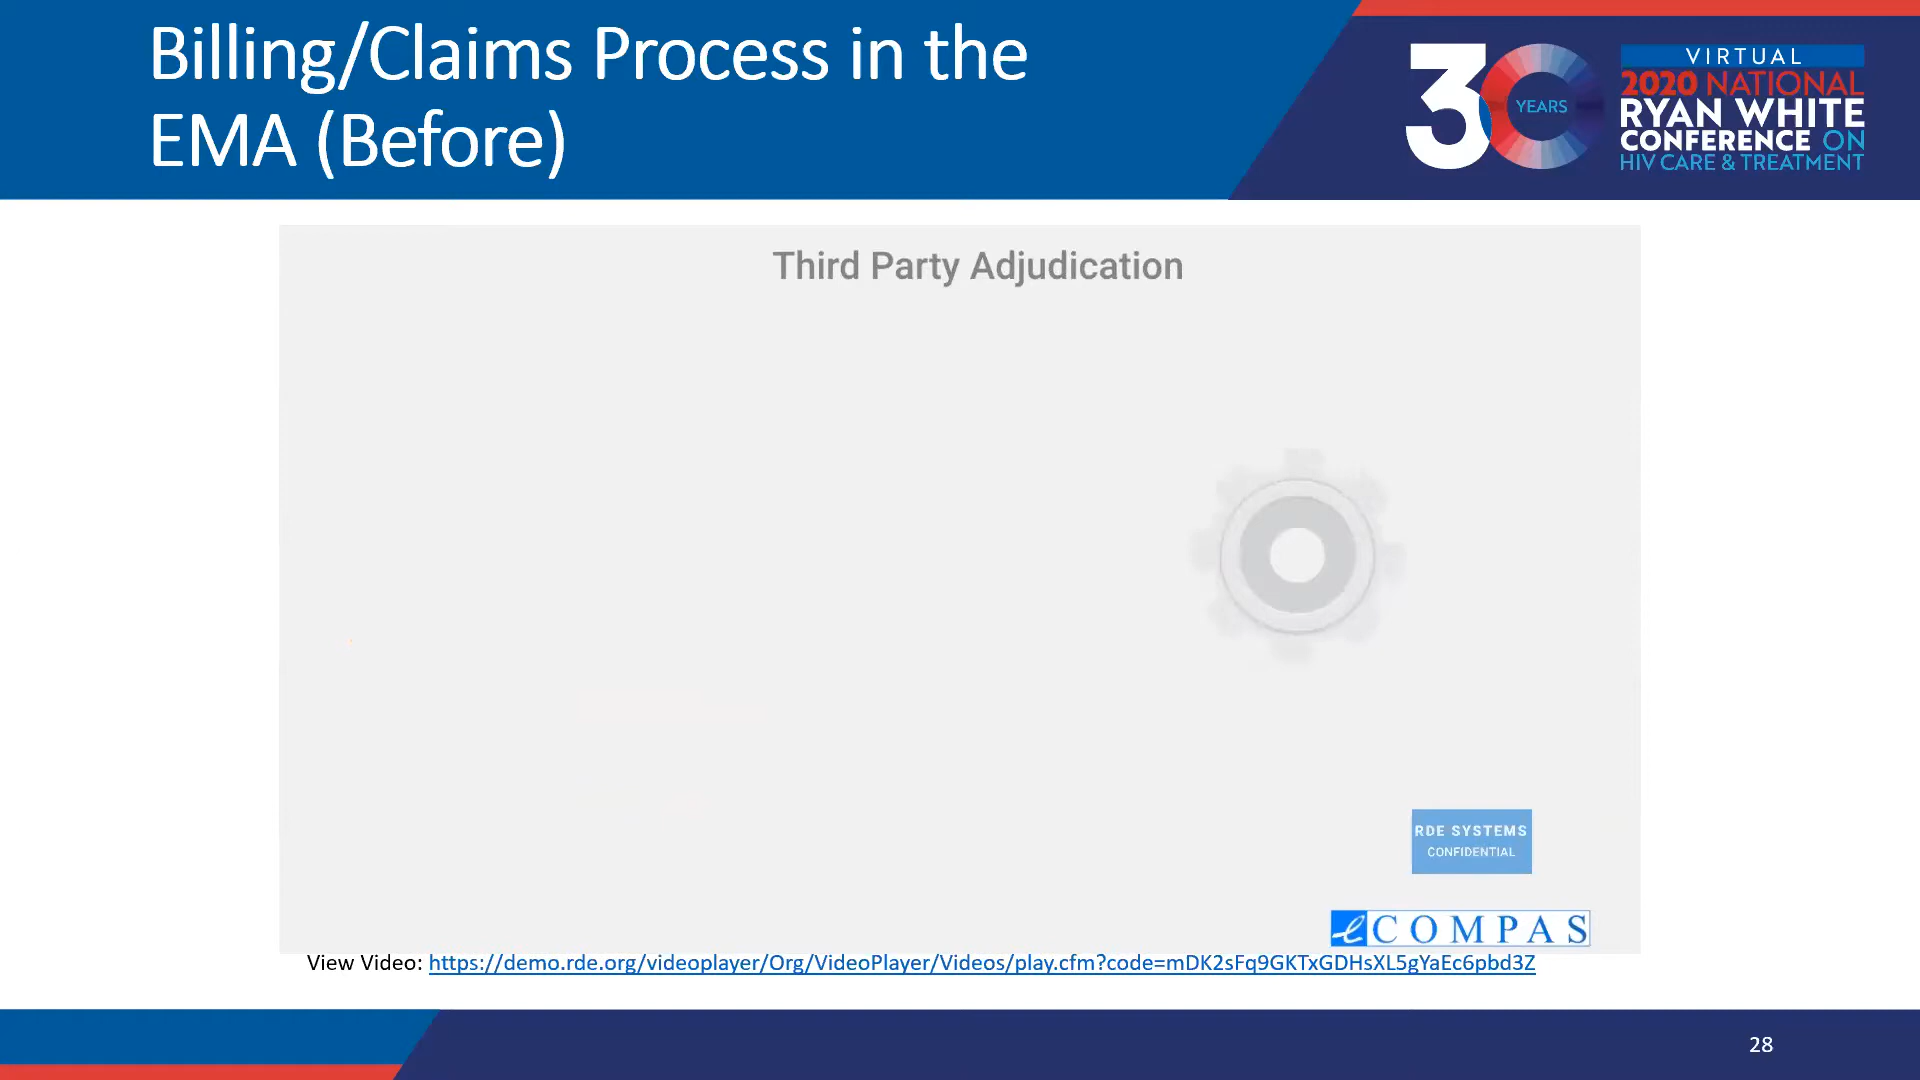 Billing/Claims Process in the
EMA (Before)
30
YEARS
VIRTUAL
2020 NATIONAL
RYAN WHITE
CONFERENCE ON
HIV CARE & TREATMENT
Third Party Adjudication
RDE SYSTEMS
CONFIDENTIAL
eCOMPAS
View Video: https://demo.rde.org/videoplayer/Org/VideoPlayer/Videos/play.cfm?code=mDK2sFq9GKTxGDHsXL5gYaEc6pbd3Z
28